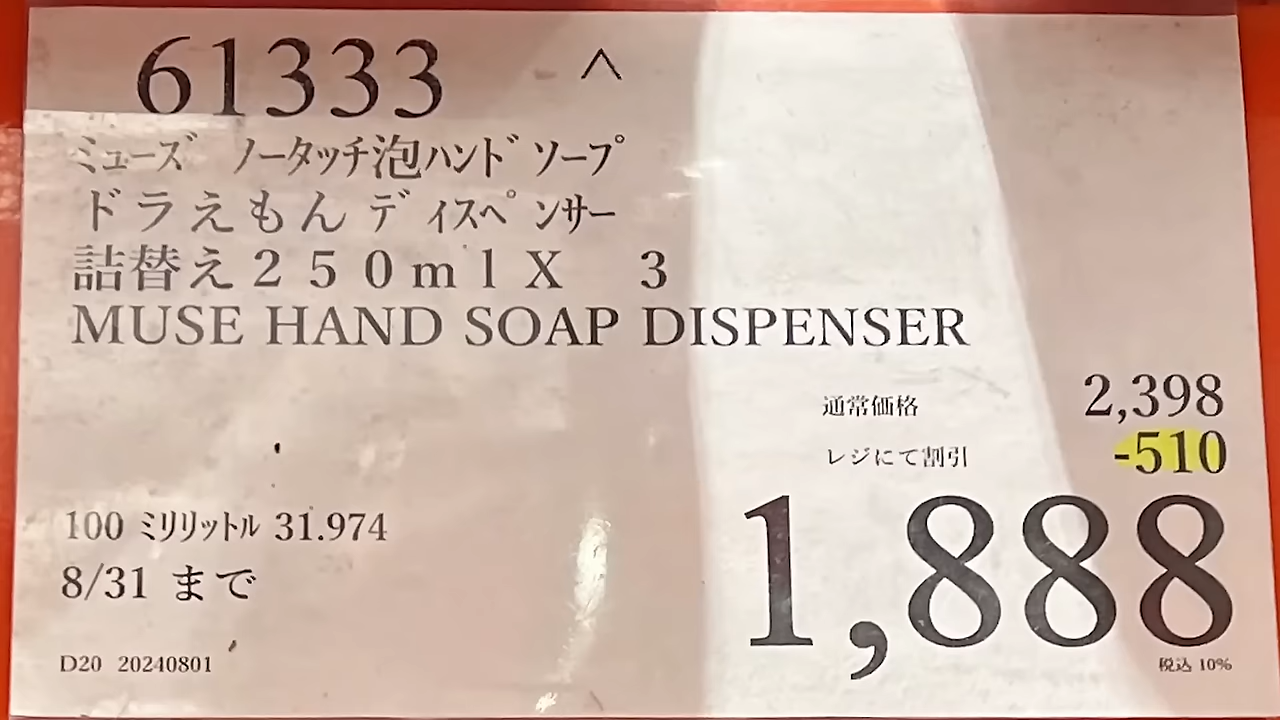 61333 ^
ミューズ ノータッチ泡ハンドソープ
ドラえもん ディスペンサー
詰替え250ml X 3
MUSE HAND SOAP DISPENSER
通常価格 2,398
レジにて割引 -510
1,888
100 ミリリットル 31.974
8/31 まで
D20 20240801
税込 10%